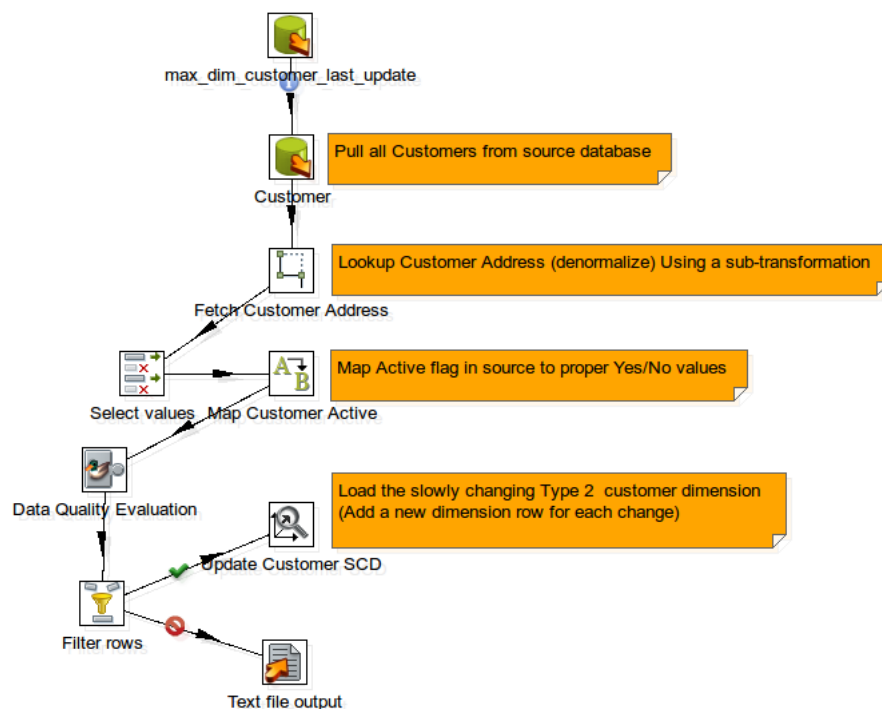 max_dim_customer_last_update
Pull all Customers from source database
Customer
Lookup Customer Address (denormalize) Using a sub-transformation
Fetch Customer Address
Map Active flag in source to proper Yes/No values
Select values
Map Customer Active
Data Quality Evaluation
Load the slowly changing Type 2 customer dimension
(Add a new dimension row for each change)
Update Customer SCD
Filter rows
Text file output